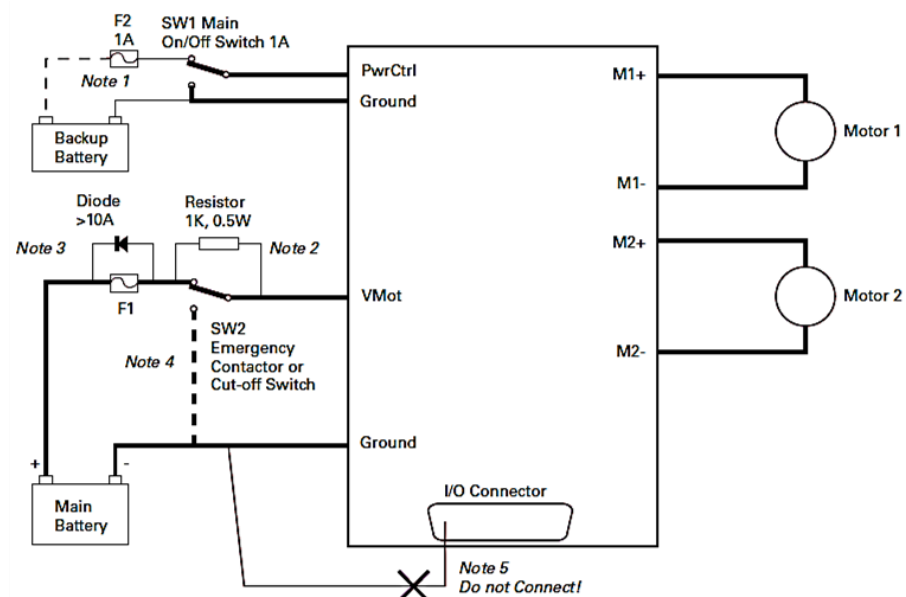 F2
1A
SW1 Main
On/Off Switch 1A
Note 1
Backup
Battery
PwrCtrl
Ground
M1+
M1-
Motor 1
Diode
>10A
Resistor
1K, 0.5W
Note 3
Note 2
F1
VMot
M2+
M2-
Motor 2
SW2
Emergency
Contactor or
Cut-off Switch
Note 4
Ground
+
-
Main
Battery
I/O Connector
Note 5
Do not Connect!